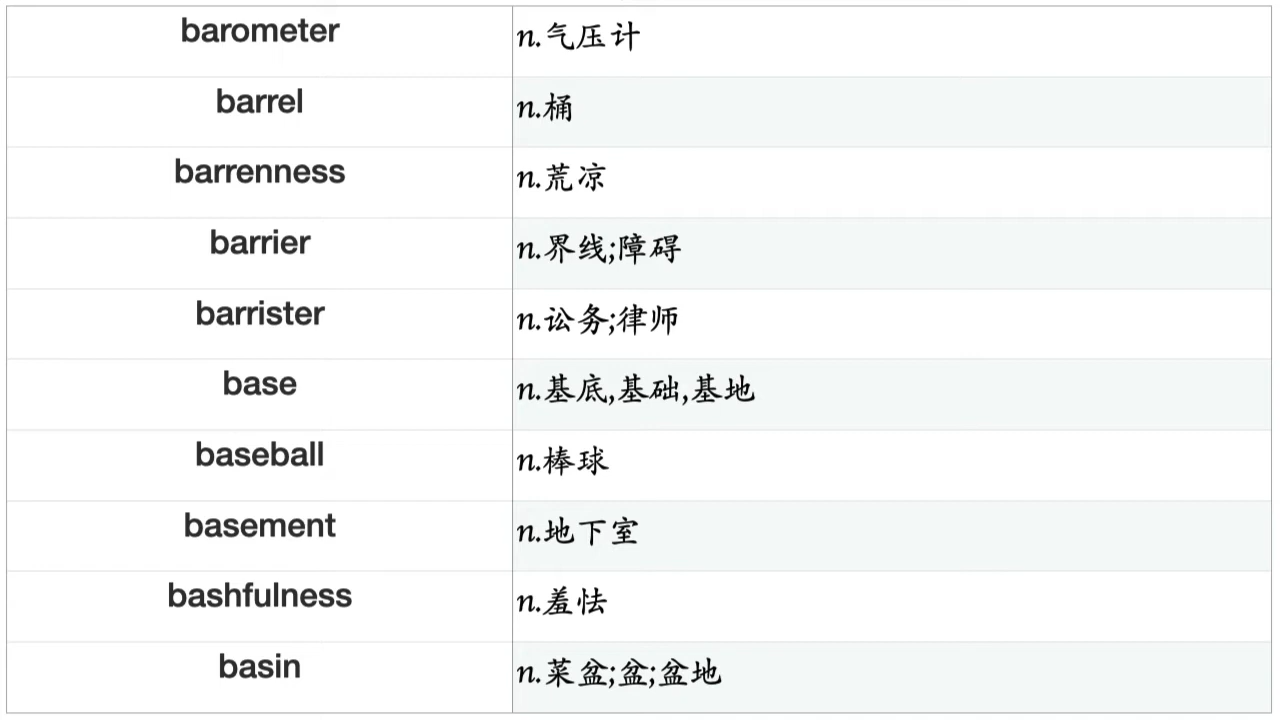 barometer n.气压计
barrel n.桶
barrenness n.荒凉
barrier n.界线;障碍
barrister n.讼务;律师
base n.基底,基础,基地
baseball n.棒球
basement n.地下室
bashfulness n.羞怯
basin n.菜盆;盆;盆地